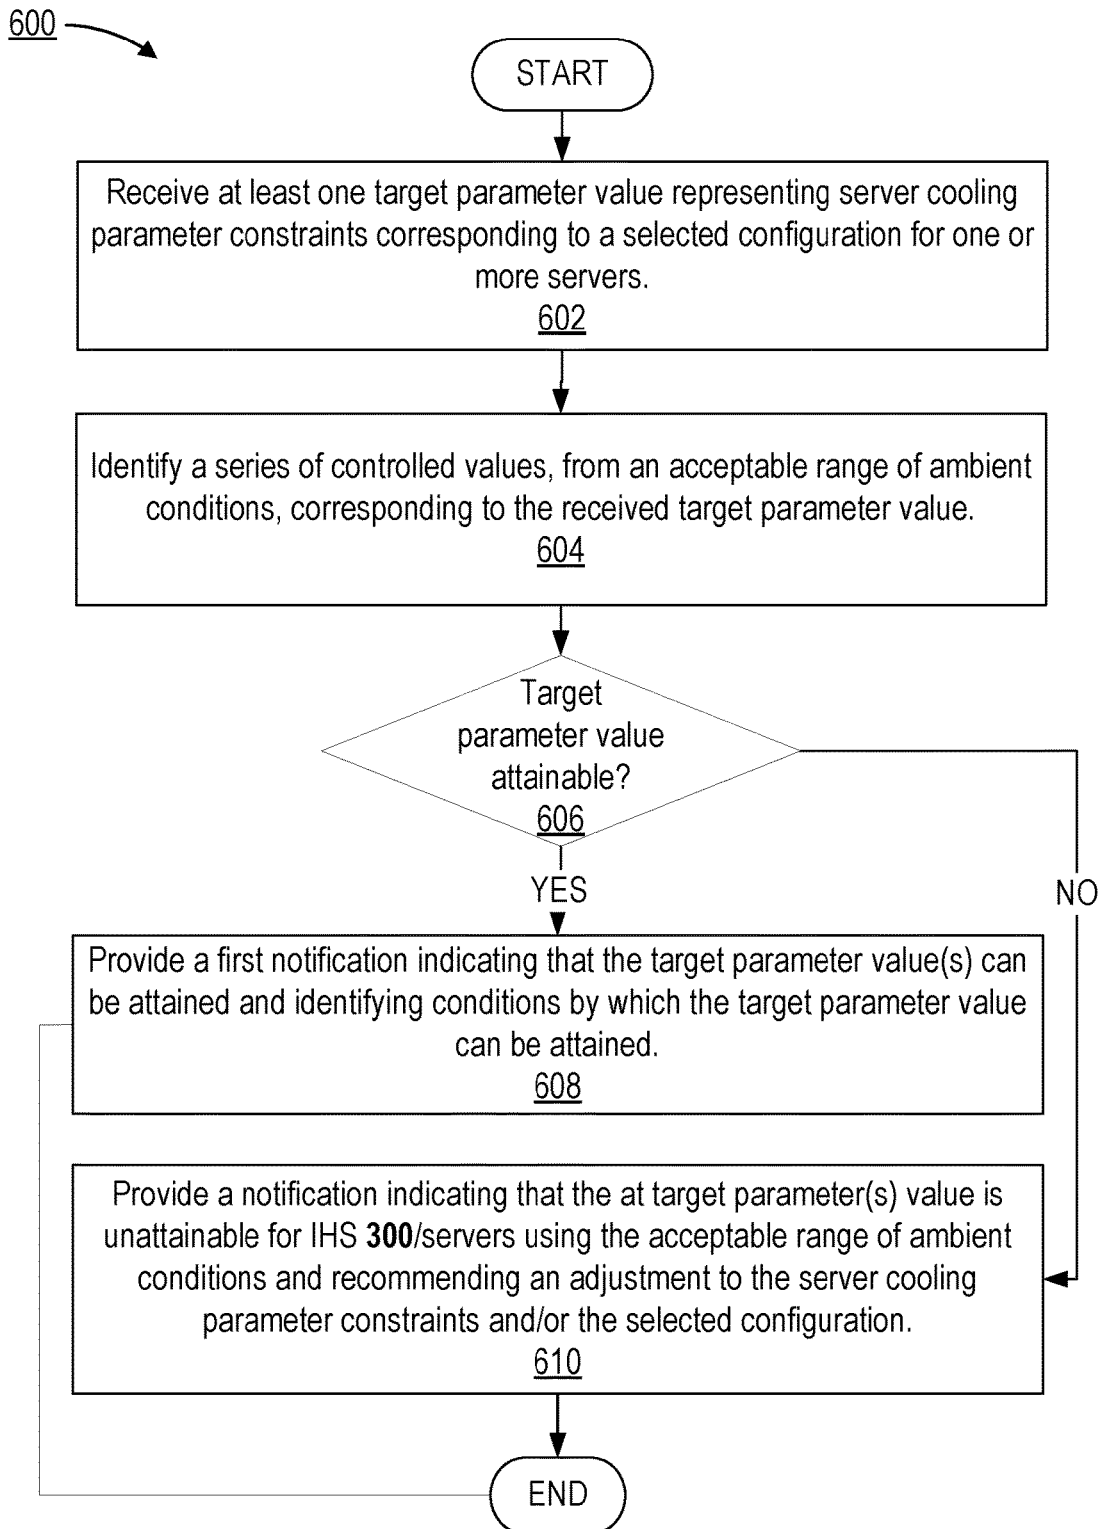 600
START
Receive at least one target parameter value representing server cooling
parameter constraints corresponding to a selected configuration for one or
more servers.
602
Identify a series of controlled values, from an acceptable range of ambient
conditions, corresponding to the received target parameter value.
604
Target
parameter value
attainable?
606
YES
NO
Provide a first notification indicating that the target parameter value(s) can
be attained and identifying conditions by which the target parameter value
can be attained.
608
Provide a notification indicating that the at target parameter(s) value is
unattainable for IHS 300/servers using the acceptable range of ambient
conditions and recommending an adjustment to the server cooling
parameter constraints and/or the selected configuration.
610
END